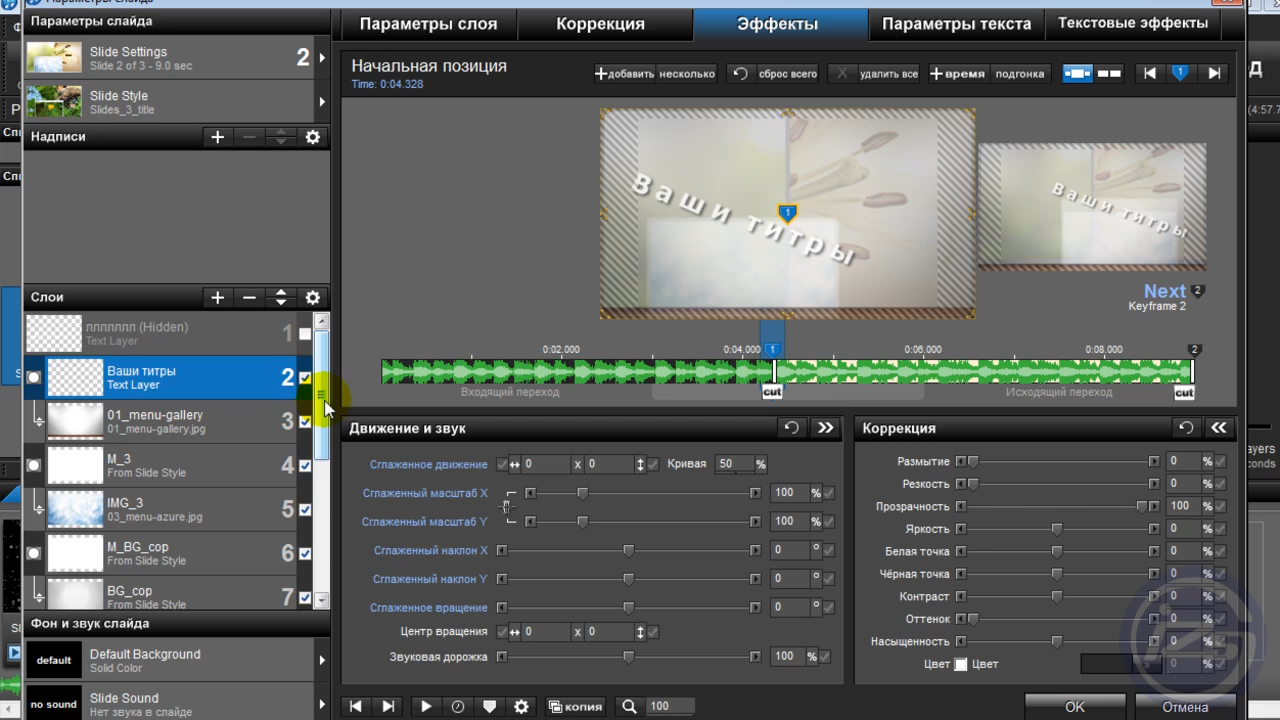 Параметры слайда
Slide Settings
Slide 2 of 3 - 9.0 sec
2
Slide Style
Slides_3_title
Надписи
Слои
ллллллл (Hidden)
Text Layer
1
Ваши титры
Text Layer
2
01_menu-gallery
01_menu-gallery.jpg
3
M_3
From Slide Style
4
IMG_3
03_menu-azure.jpg
5
M_BG_cop
From Slide Style
6
BG_cop
From Slide Style
7
Фон и звук слайда
default
Default Background
Solid Color
no sound
Slide Sound
Нет звука в слайде
Параметры слоя
Коррекция
Эффекты
Параметры текста
Текстовые эффекты
Начальная позиция
Time: 0:04.328
добавить
несколько
сброс всего
удалить все
время
подгонка
1
Ваши титры
1
Ваши титры
Next 2
Keyframe 2
0:02,000
0:04,000
1
0:06,000
0:08,000
2
cut
cut
Входящий переход
Исходящий переход
Движение и звук
Сглаженное движение 0 x 0 Кривая 50 %
Сглаженный масштаб X 100 %
Сглаженный масштаб Y 100 %
Сглаженный наклон X 0 °
Сглаженный наклон Y 0 °
Сглаженное вращение 0 °
Центр вращения 0 x 0
Звуковая дорожка 100 %
Коррекция
Размытие 0 %
Резкость 0 %
Прозрачность 100 %
Яркость 0 %
Белая точка 0 %
Чёрная точка 0 %
Контраст 0 %
Оттенок 0 %
Насыщенность 0 %
Цвет Цвет 0 %
копия
100
OK
Отмена
(4:57.7
ayers